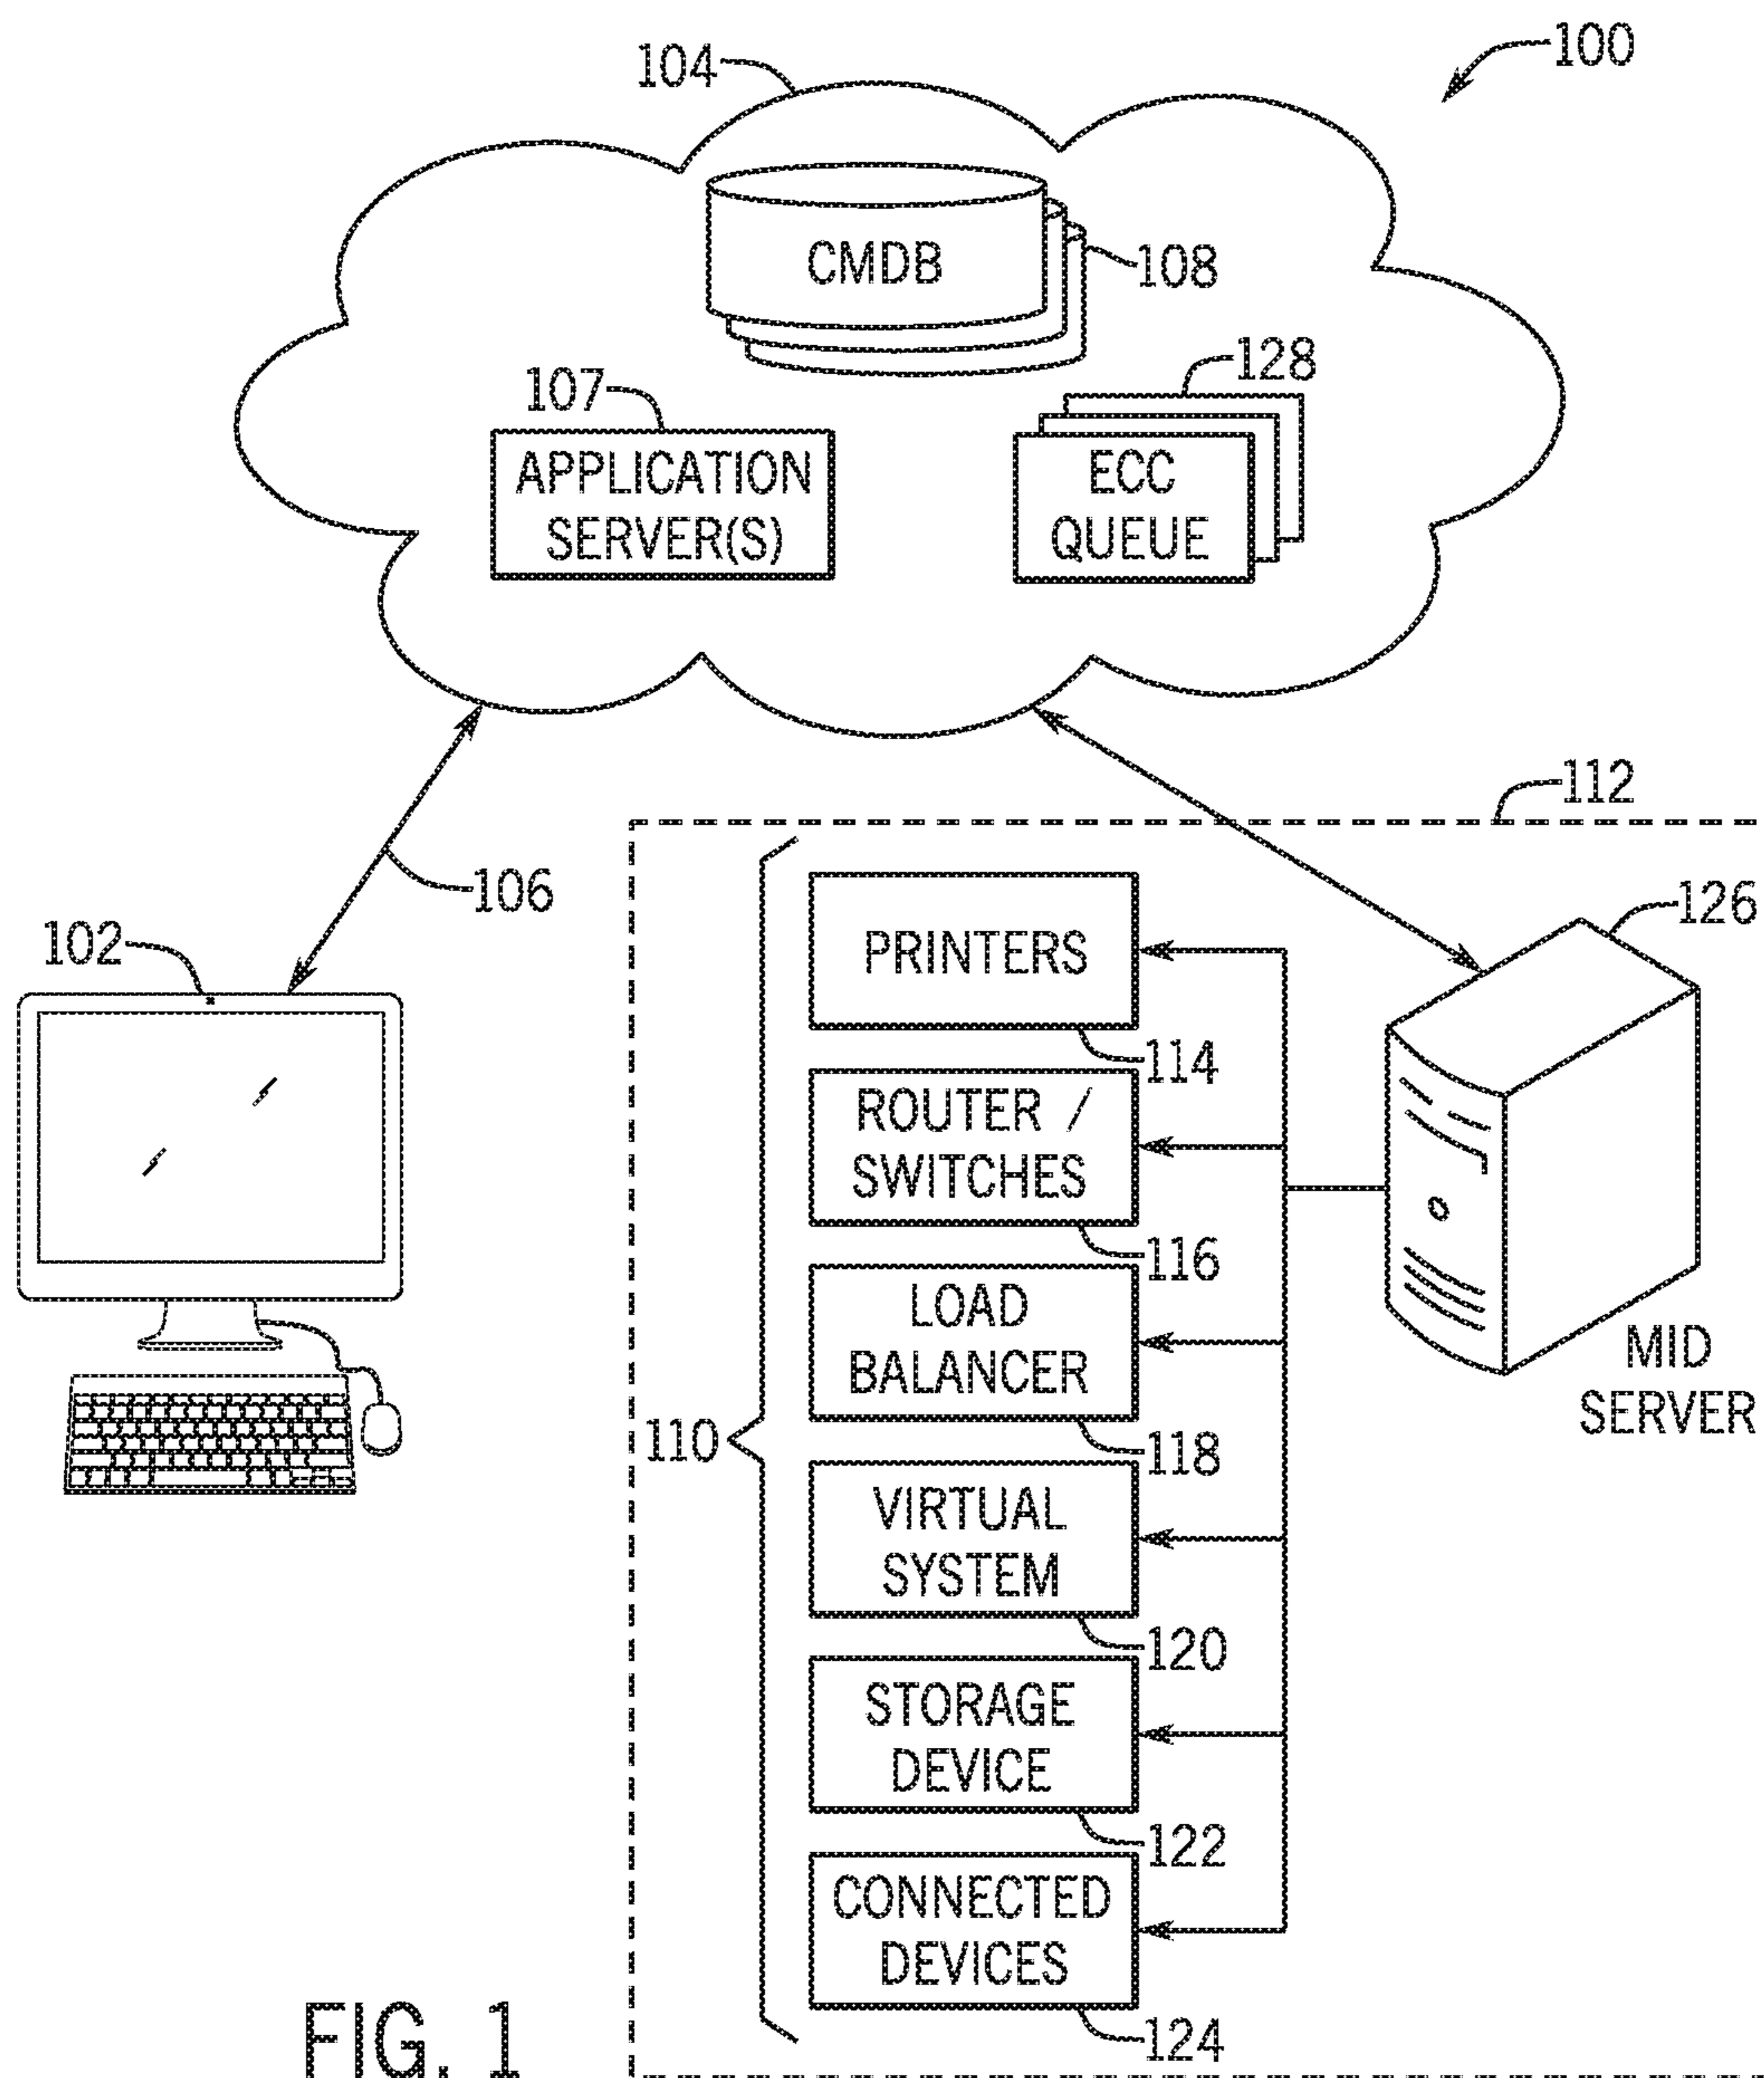 100
104
CMDB
108
107
128
APPLICATION
SERVER(S)
ECC
QUEUE
112
106
126
102
PRINTERS
114
ROUTER /
SWITCHES
116
LOAD
BALANCER
MID
SERVER
110
118
VIRTUAL
SYSTEM
120
STORAGE
DEVICE
122
CONNECTED
DEVICES
124
FIG. 1